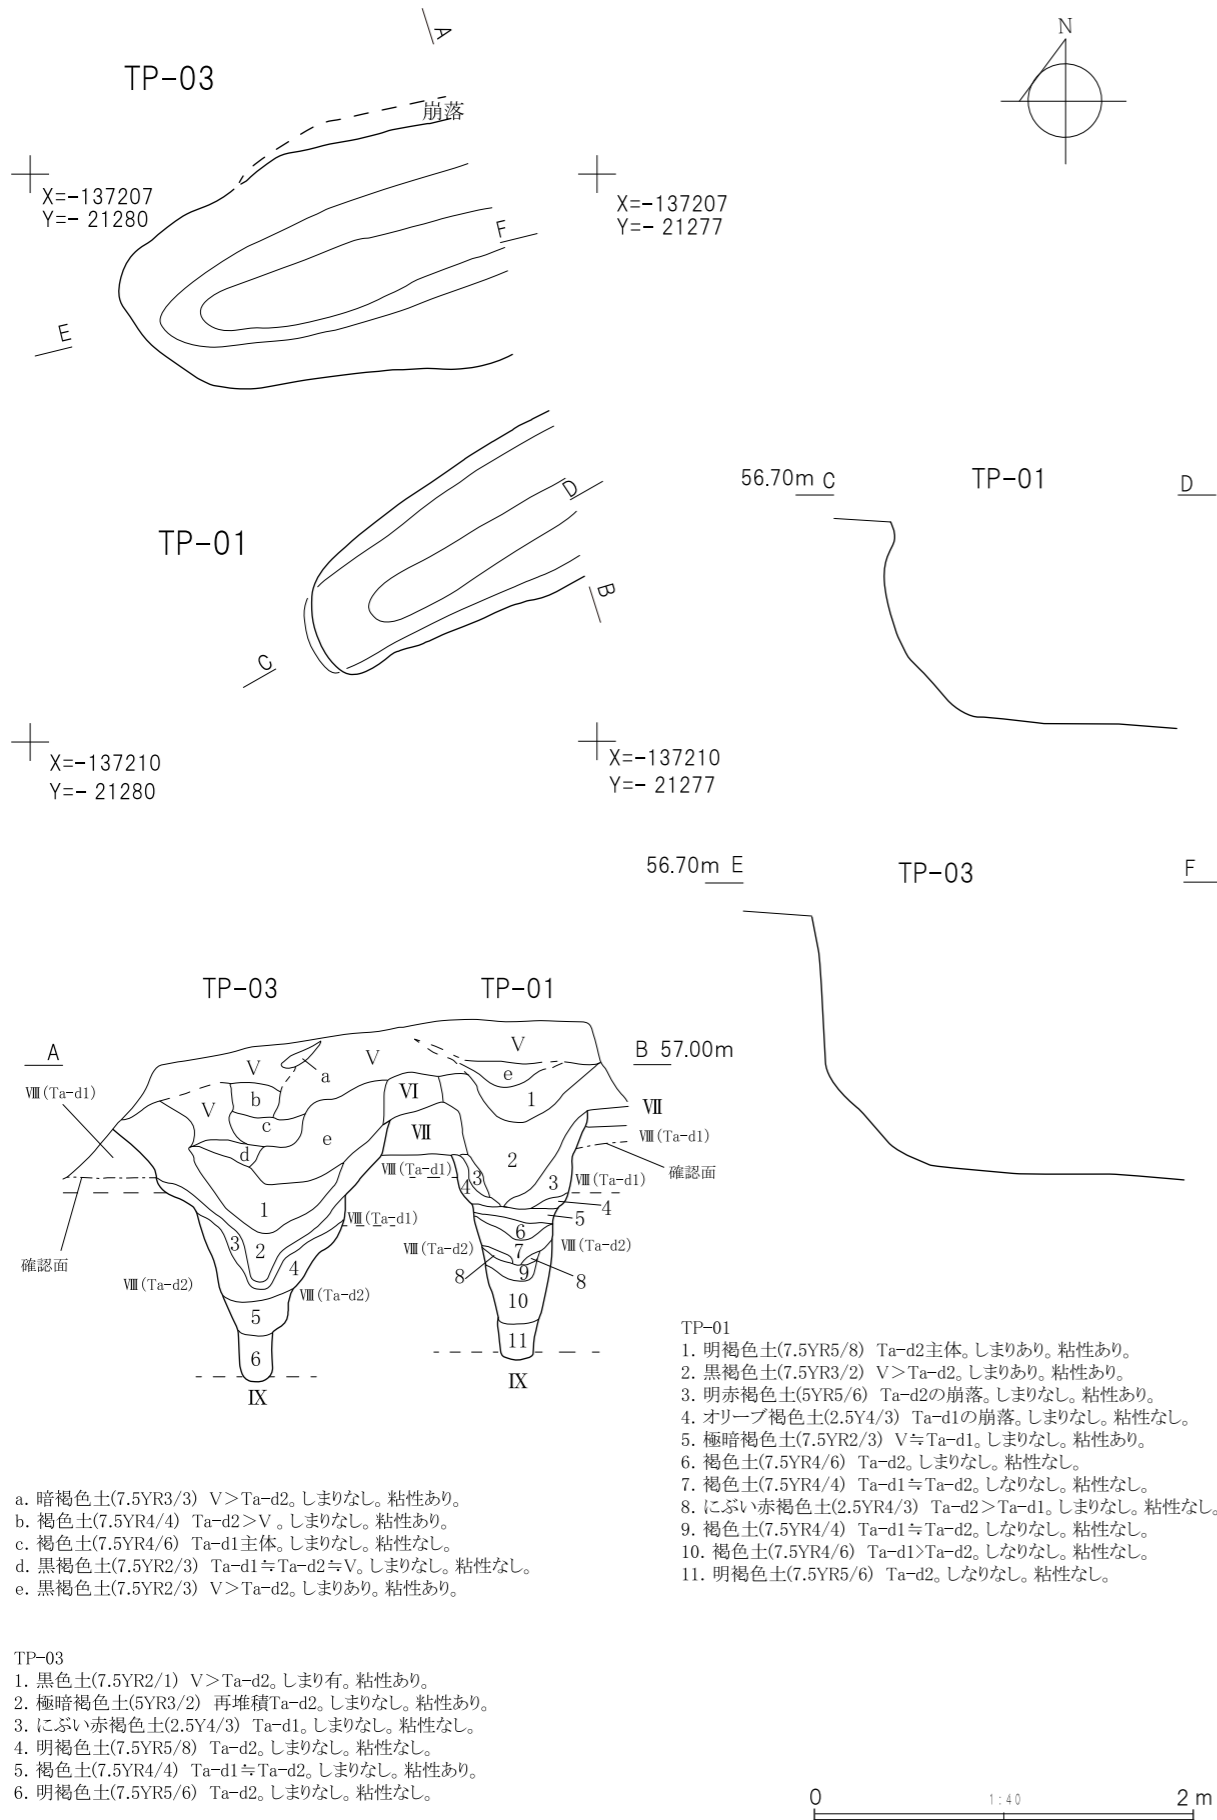 A
N
TP-03
崩落
X=-137207
Y=- 21280
X=-137207
Y=- 21277
F
E
D
TP-01
B
C
56.70m C
TP-01
D
X=-137210
Y=- 21280
X=-137210
Y=- 21277
56.70m E
TP-03
F
TP-03
TP-01
A
B 57.00m
V
V
V
a
e
Ⅷ(Ta-d1)
b
Ⅵ
1
V
c
Ⅶ
Ⅶ
e
d
Ⅷ(Ta-d1)
2
Ⅷ(Ta-d1)
確認面
4
3
3
Ⅷ(Ta-d1)
4
1
Ⅷ(Ta-d1)
5
6
3
2
Ⅷ(Ta-d2)
7
Ⅷ(Ta-d2)
確認面
4
8
9
8
Ⅷ(Ta-d2)
Ⅷ(Ta-d2)
10
5
11
6
Ⅸ
Ⅸ
TP-01
1. 明褐色土(7.5YR5/8) Ta-d2主体。しまりあり。粘性あり。
2. 黒褐色土(7.5YR3/2) V>Ta-d2。しまりあり。粘性あり。
3. 明赤褐色土(5YR5/6) Ta-d2の崩落。しまりなし。粘性あり。
4. オリーブ褐色土(2.5Y4/3) Ta-d1の崩落。しまりなし。粘性なし。
5. 極暗褐色土(7.5YR2/3) V≒Ta-d1。しまりなし。粘性あり。
6. 褐色土(7.5YR4/6) Ta-d2。しまりなし。粘性なし。
7. 褐色土(7.5YR4/4) Ta-d1≒Ta-d2。しなりなし。粘性なし。
8. にぶい赤褐色土(2.5YR4/3) Ta-d2>Ta-d1。しまりなし。粘性なし。
9. 褐色土(7.5YR4/4) Ta-d1≒Ta-d2。しなりなし。粘性なし。
10. 褐色土(7.5YR4/6) Ta-d1>Ta-d2。しなりなし。粘性なし。
11. 明褐色土(7.5YR5/6) Ta-d2。しなりなし。粘性なし。
a. 暗褐色土(7.5YR3/3) V>Ta-d2。しまりなし。粘性あり。
b. 褐色土(7.5YR4/4) Ta-d2>V 。しまりなし。粘性あり。
c. 褐色土(7.5YR4/6) Ta-d1主体。しまりなし。粘性なし。
d. 黒褐色土(7.5YR2/3) Ta-d1≒Ta-d2≒V。しまりなし。粘性なし。
e. 黒褐色土(7.5YR2/3) V>Ta-d2。しまりあり。粘性あり。
TP-03
1. 黒色土(7.5YR2/1) V>Ta-d2。しまり有。粘性あり。
2. 極暗褐色土(5YR3/2) 再堆積Ta-d2。しまりなし。粘性あり。
3. にぶい赤褐色土(2.5Y4/3) Ta-d1。しまりなし。粘性なし。
4. 明褐色土(7.5YR5/8) Ta-d2。しまりなし。粘性なし。
5. 褐色土(7.5YR4/4) Ta-d1≒Ta-d2。しまりなし。粘性あり。
6. 明褐色土(7.5YR5/6) Ta-d2。しまりなし。粘性なし。
0 1:40 2 m